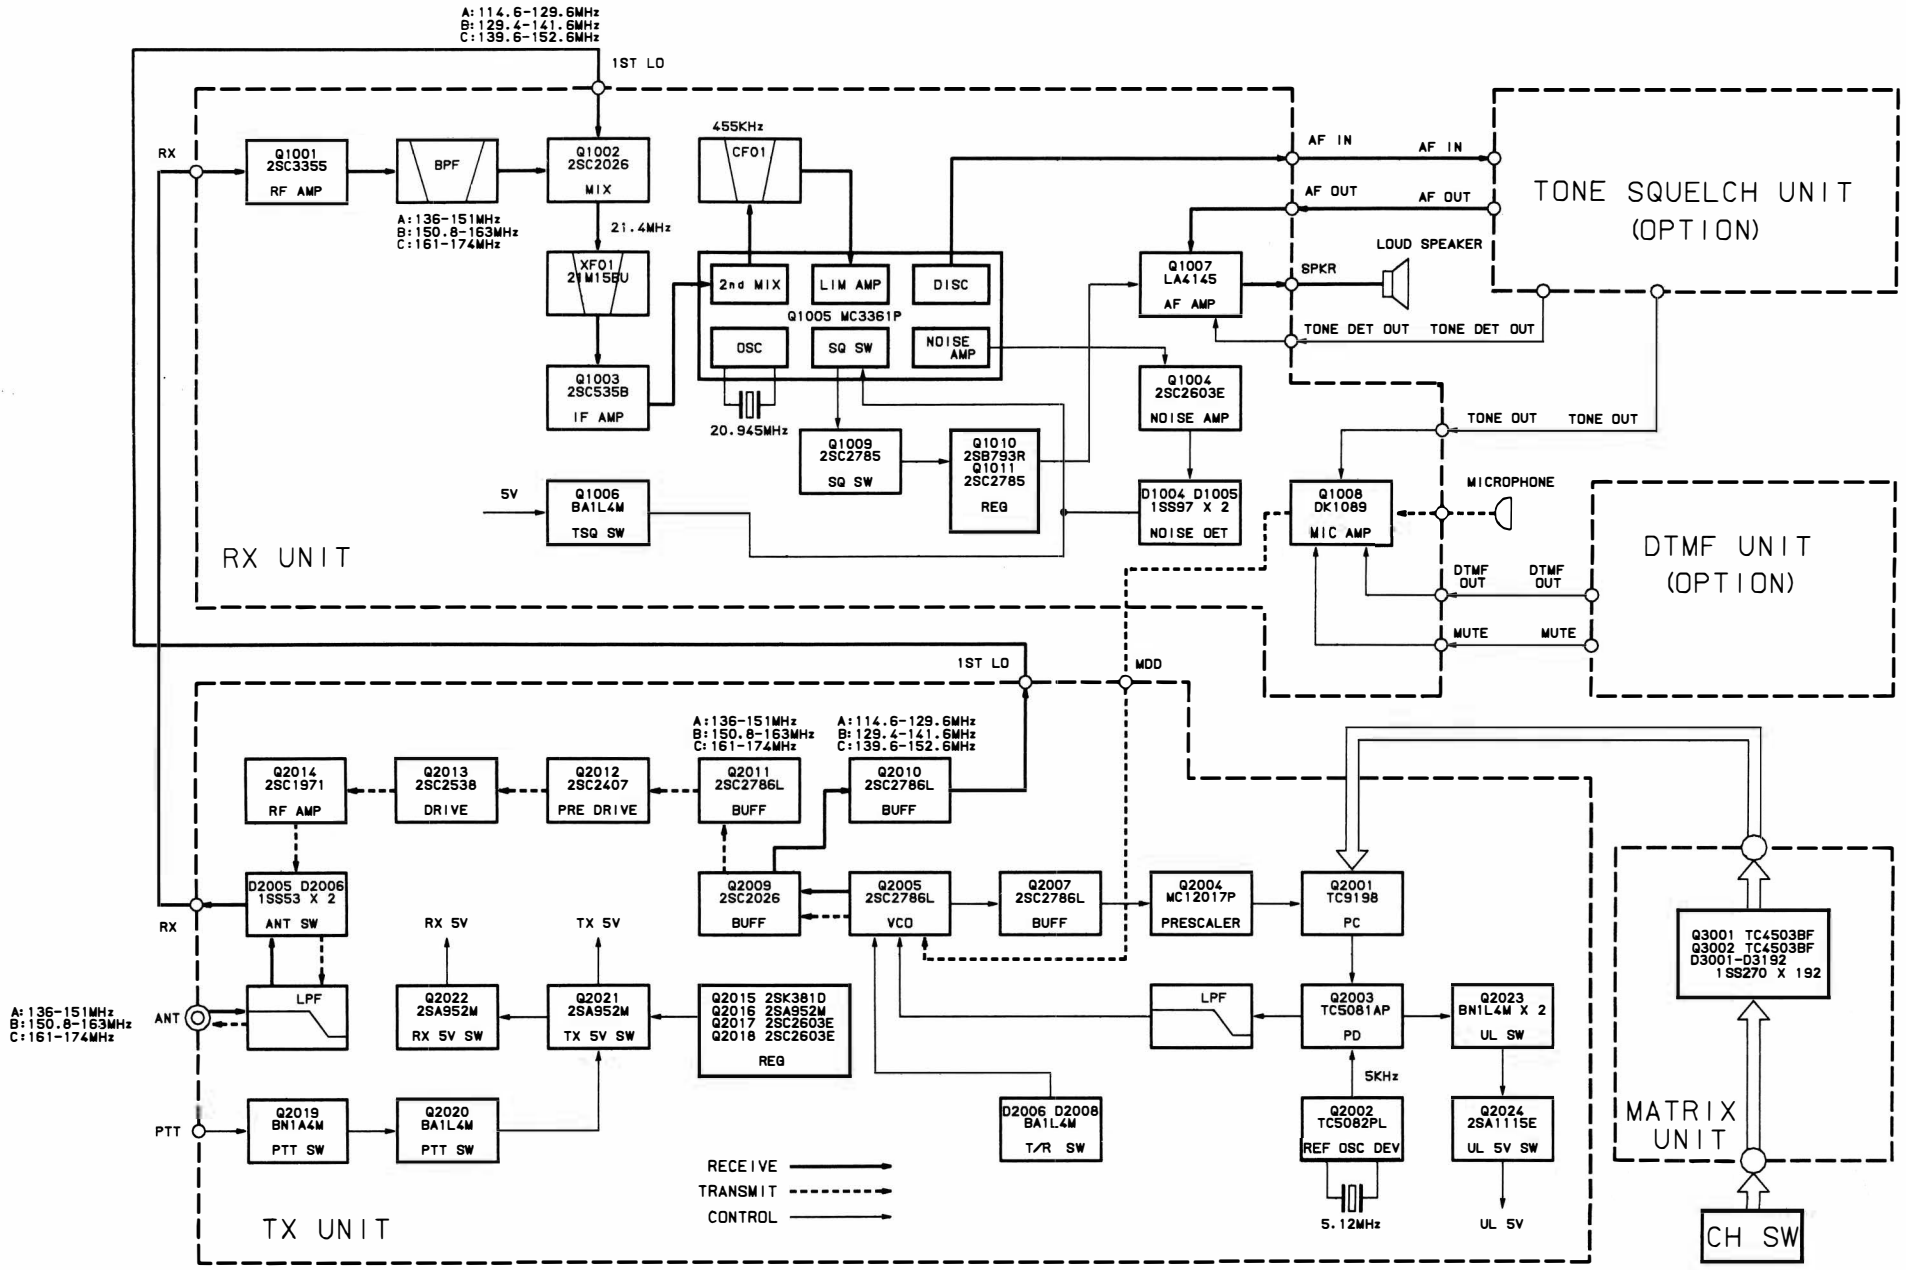 A:114.6-129.6MHz
B:129.4-141.6MHz
C:139.6-152.6MHz
1ST LO
RX
Q1001
2SC3355
RF AMP
BPF
A:136-151MHz
B:150.8-163MHz
C:161-174MHz
Q1002
2SC2026
MIX
21.4MHz
XF01
21M15BU
Q1003
2SC535B
IF AMP
455KHz
CF01
2nd MIX
LIM AMP
DISC
Q1005 MC3361P
OSC
SQ SW
NOISE
AMP
20.945MHz
Q1009
2SC2785
SQ SW
Q1010
2SB793R
Q1011
2SC2785
REG
5V
Q1006
BA1L4M
TSQ SW
RX UNIT
Q1007
LA4145
AF AMP
Q1004
2SC2603E
NOISE AMP
D1004 D1005
1SS97 X 2
NOISE DET
AF IN
AF IN
AF OUT
AF OUT
SPKR
LOUD SPEAKER
TONE DET OUT
TONE DET OUT
TONE SQUELCH UNIT
(OPTION)
TONE OUT
TONE OUT
MICROPHONE
Q1008
DK1089
MIC AMP
DTMF
OUT
DTMF
OUT
MUTE
MUTE
DTMF UNIT
(OPTION)
1ST LO
MOD
A:136-151MHz
B:150.8-163MHz
C:161-174MHz
A:114.6-129.6MHz
B:129.4-141.6MHz
C:139.6-152.6MHz
Q2014
2SC1971
RF AMP
Q2013
2SC2538
DRIVE
Q2012
2SC2407
PRE DRIVE
Q2011
2SC2786L
BUFF
Q2010
2SC2786L
BUFF
D2005 D2006
1SS53 X 2
ANT SW
RX
RX 5V
TX 5V
Q2009
2SC2026
BUFF
Q2005
2SC2786L
VCO
Q2007
2SC2786L
BUFF
Q2004
MC12017P
PRESCALER
Q2001
TC9198
PC
A:136-151MHz
B:150.8-163MHz
C:161-174MHz
ANT
LPF
Q2022
2SA952M
RX 5V SW
Q2021
2SA952M
TX 5V SW
Q2015 2SK381D
Q2016 2SA952M
Q2017 2SC2603E
Q2018 2SC2603E
REG
LPF
Q2003
TC5081AP
PD
Q2023
BN1L4M X 2
UL SW
5KHz
PTT
Q2019
BN1A4M
PTT SW
Q2020
BA1L4M
PTT SW
D2006 D2008
BA1L4M
T/R SW
Q2002
TC5082PL
REF OSC DEV
5.12MHz
Q2024
2SA1115E
UL 5V SW
UL 5V
RECEIVE
TRANSMIT
CONTROL
TX UNIT
Q3001 TC4503BF
Q3002 TC4503BF
D3001-D3192
1SS270 X 192
MATRIX
UNIT
CH SW